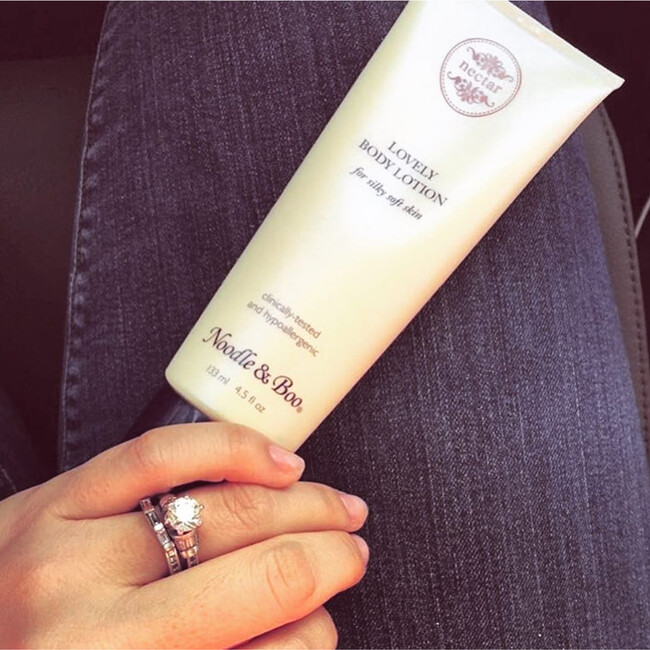 nectar
LOVELY
BODY LOTION
for silky soft skin
clinically-tested
and hypoallergenic
Noodle & Boo®
133 ml 4.5 fl oz